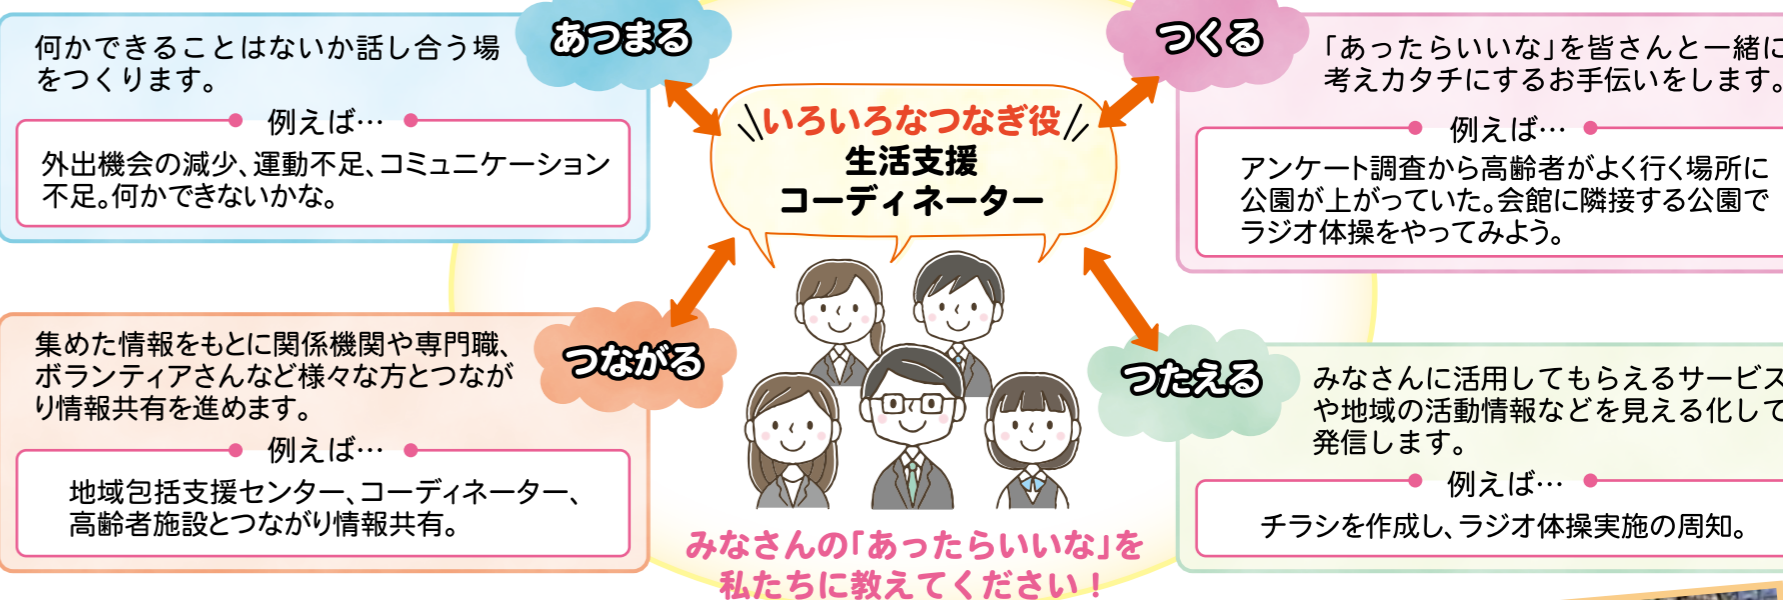 あつまる
何かできることはないか話し合う場
をつくります。
例えば…
外出機会の減少、運動不足、コミュニケーション
不足。何かできないかな。
つくる
「あったらいいな」を皆さんと一緒に
考えカタチにするお手伝いをします。
例えば…
アンケート調査から高齢者がよく行く場所に
公園が上がっていた。会館に隣接する公園で
ラジオ体操をやってみよう。
いろいろなつなぎ役
生活支援
コーディネーター
つながる
集めた情報をもとに関係機関や専門職、
ボランティアさんなど様々な方とつなが
り情報共有を進めます。
例えば…
地域包括支援センター、コーディネーター、
高齢者施設とつながり情報共有。
つたえる
みなさんに活用してもらえるサービス
や地域の活動情報などを見える化して
発信します。
例えば…
チラシを作成し、ラジオ体操実施の周知。
みなさんの「あったらいいな」を
私たちに教えてください！